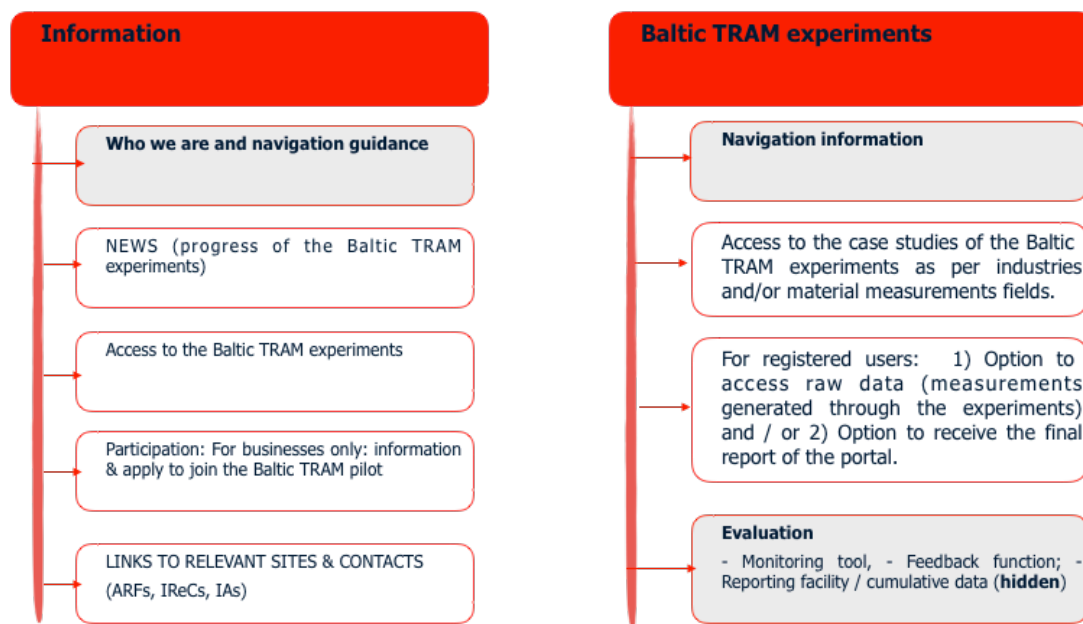 Information
Who we are and navigation guidance
NEWS (progress of the Baltic TRAM
experiments)
Access to the Baltic TRAM experiments
Participation: For businesses only: information
& apply to join the Baltic TRAM pilot
LINKS TO RELEVANT SITES & CONTACTS
(ARFs, IReCs, IAs)
Baltic TRAM experiments
Navigation information
Access to the case studies of the Baltic
TRAM experiments as per industries
and/or material measurements fields.
For registered users: 1) Option to
access raw data (measurements
generated through the experiments)
and / or 2) Option to receive the final
report of the portal.
Evaluation
- Monitoring tool, - Feedback function; -
Reporting facility / cumulative data (hidden)